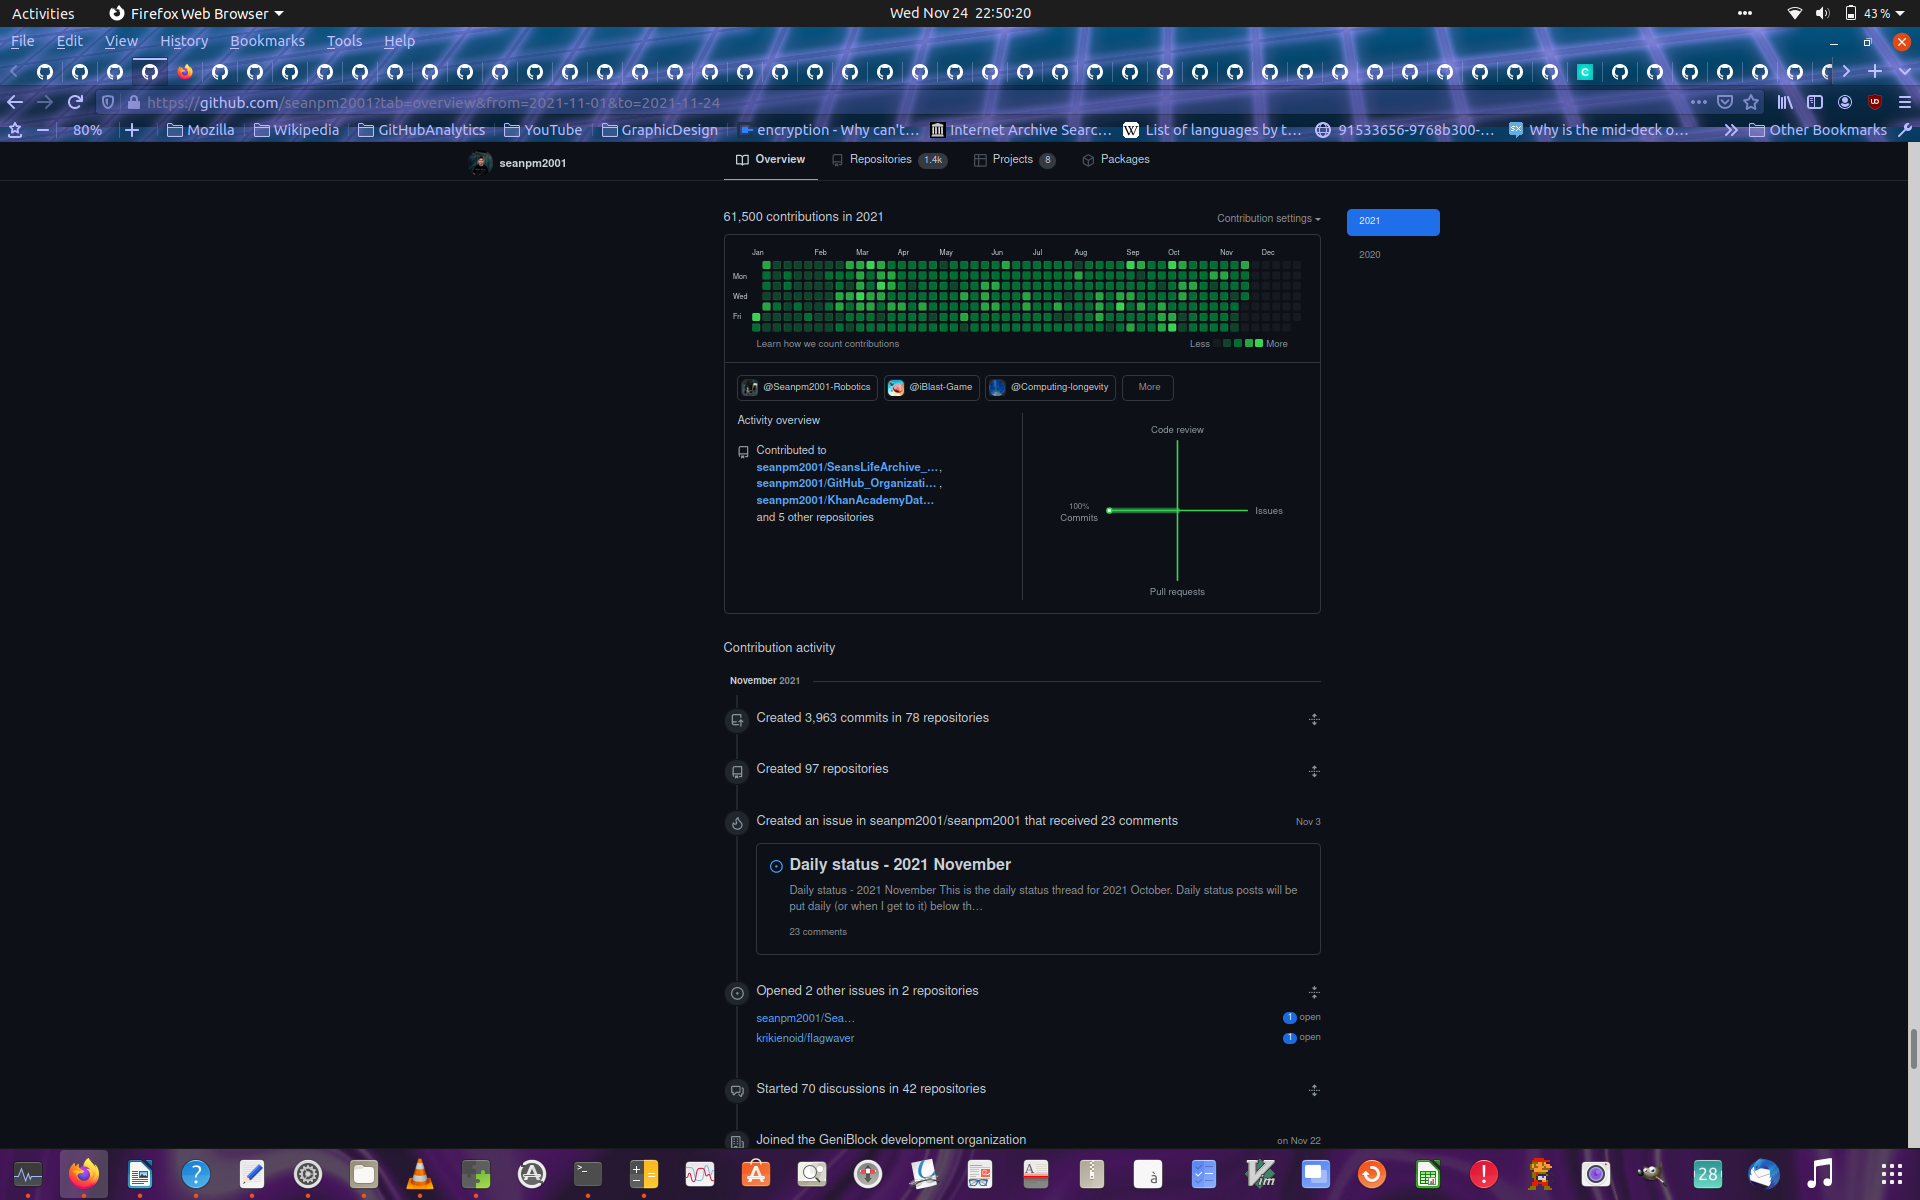 Activities
Firefox Web Browser
Wed Nov 24 22:50:20
43 %
File Edit View History Bookmarks Tools Help
https://github.com/seanpm2001?tab=overview&from=2021-11-01&to=2021-11-24
80%
Mozilla
Wikipedia
GitHubAnalytics
YouTube
GraphicDesign
encryption - Why can't…
Internet Archive Searc…
List of languages by t…
91533656-9768b300-…
Why is the mid-deck o…
Other Bookmarks
seanpm2001
Overview
Repositories 1.4k
Projects 8
Packages
61,500 contributions in 2021
Contribution settings
2021
2020
Jan Feb Mar Apr May Jun Jul Aug Sep Oct Nov Dec
Mon
Wed
Fri
Learn how we count contributions
Less More
@Seanpm2001-Robotics
@iBlast-Game
@Computing-longevity
More
Activity overview
Contributed to
seanpm2001/SeansLifeArchive_…,
seanpm2001/GitHub_Organizati… ,
seanpm2001/KhanAcademyDat…
and 5 other repositories
Code review
100%
Commits
Issues
Pull requests
Contribution activity
November 2021
Created 3,963 commits in 78 repositories
Created 97 repositories
Created an issue in seanpm2001/seanpm2001 that received 23 comments
Nov 3
Daily status - 2021 November
Daily status - 2021 November This is the daily status thread for 2021 October. Daily status posts will be
put daily (or when I get to it) below th…
23 comments
Opened 2 other issues in 2 repositories
seanpm2001/Sea…
1 open
krikienoid/flagwaver
1 open
Started 70 discussions in 42 repositories
Joined the GeniBlock development organization
on Nov 22
28